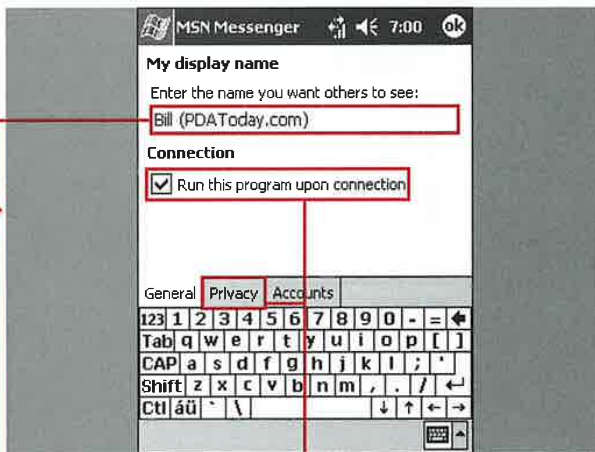 MSN Messenger 7:00 ok
My display name
Enter the name you want others to see:
Bill (PDAToday.com)
Connection
Run this program upon connection
General Privacy Accounts
123 1 2 3 4 5 6 7 8 9 0 - =
Tab q w e r t y u i o p [ ]
CAP a s d f g h j k l ; '
Shift z x c v b n m , . /
Ctl áü ` \